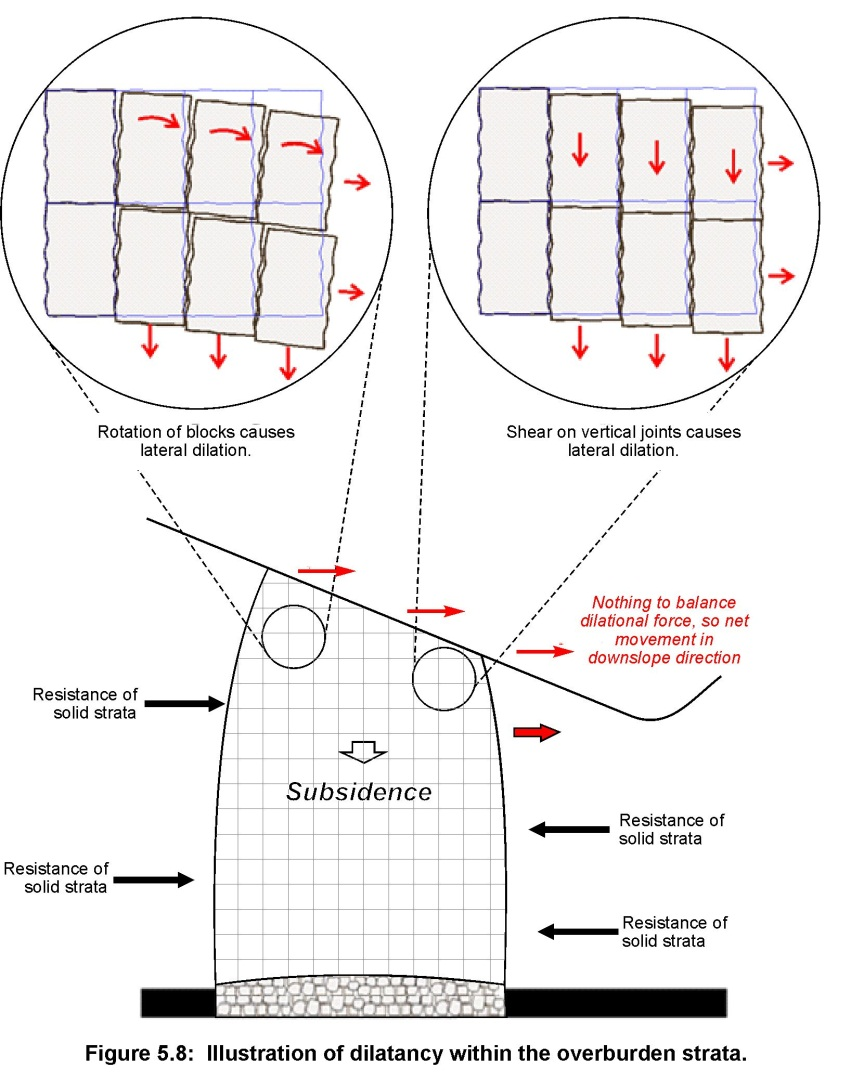 Rotation of blocks causes
lateral dilation.
Shear on vertical joints causes
lateral dilation.
Nothing to balance
dilational force, so net
movement in
downslope direction
Resistance of
solid strata
Subsidence
Resistance of
solid strata
Resistance of
solid strata
Resistance of
solid strata
Figure 5.8:  Illustration of dilatancy within the overburden strata.